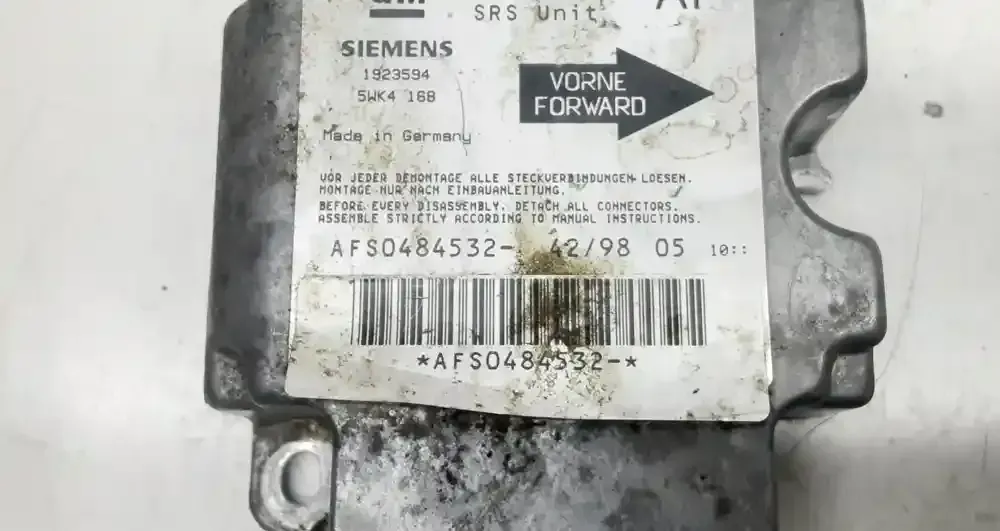 GM
SRS Unit
SIEMENS
1923594
5WK4 168
VORNE
FORWARD
Made in Germany
VOR JEDER DEMONTAGE ALLE STECKVERBINDUNGEN LOESEN.
MONTAGE NUR NACH EINBAUANLEITUNG.
BEFORE EVERY DISASSEMBLY, DETACH ALL CONNECTORS.
ASSEMBLE STRICTLY ACCORDING TO MANUAL INSTRUCTIONS.
AFS0484532- 42/98 05 10::
*AFS0484532-*